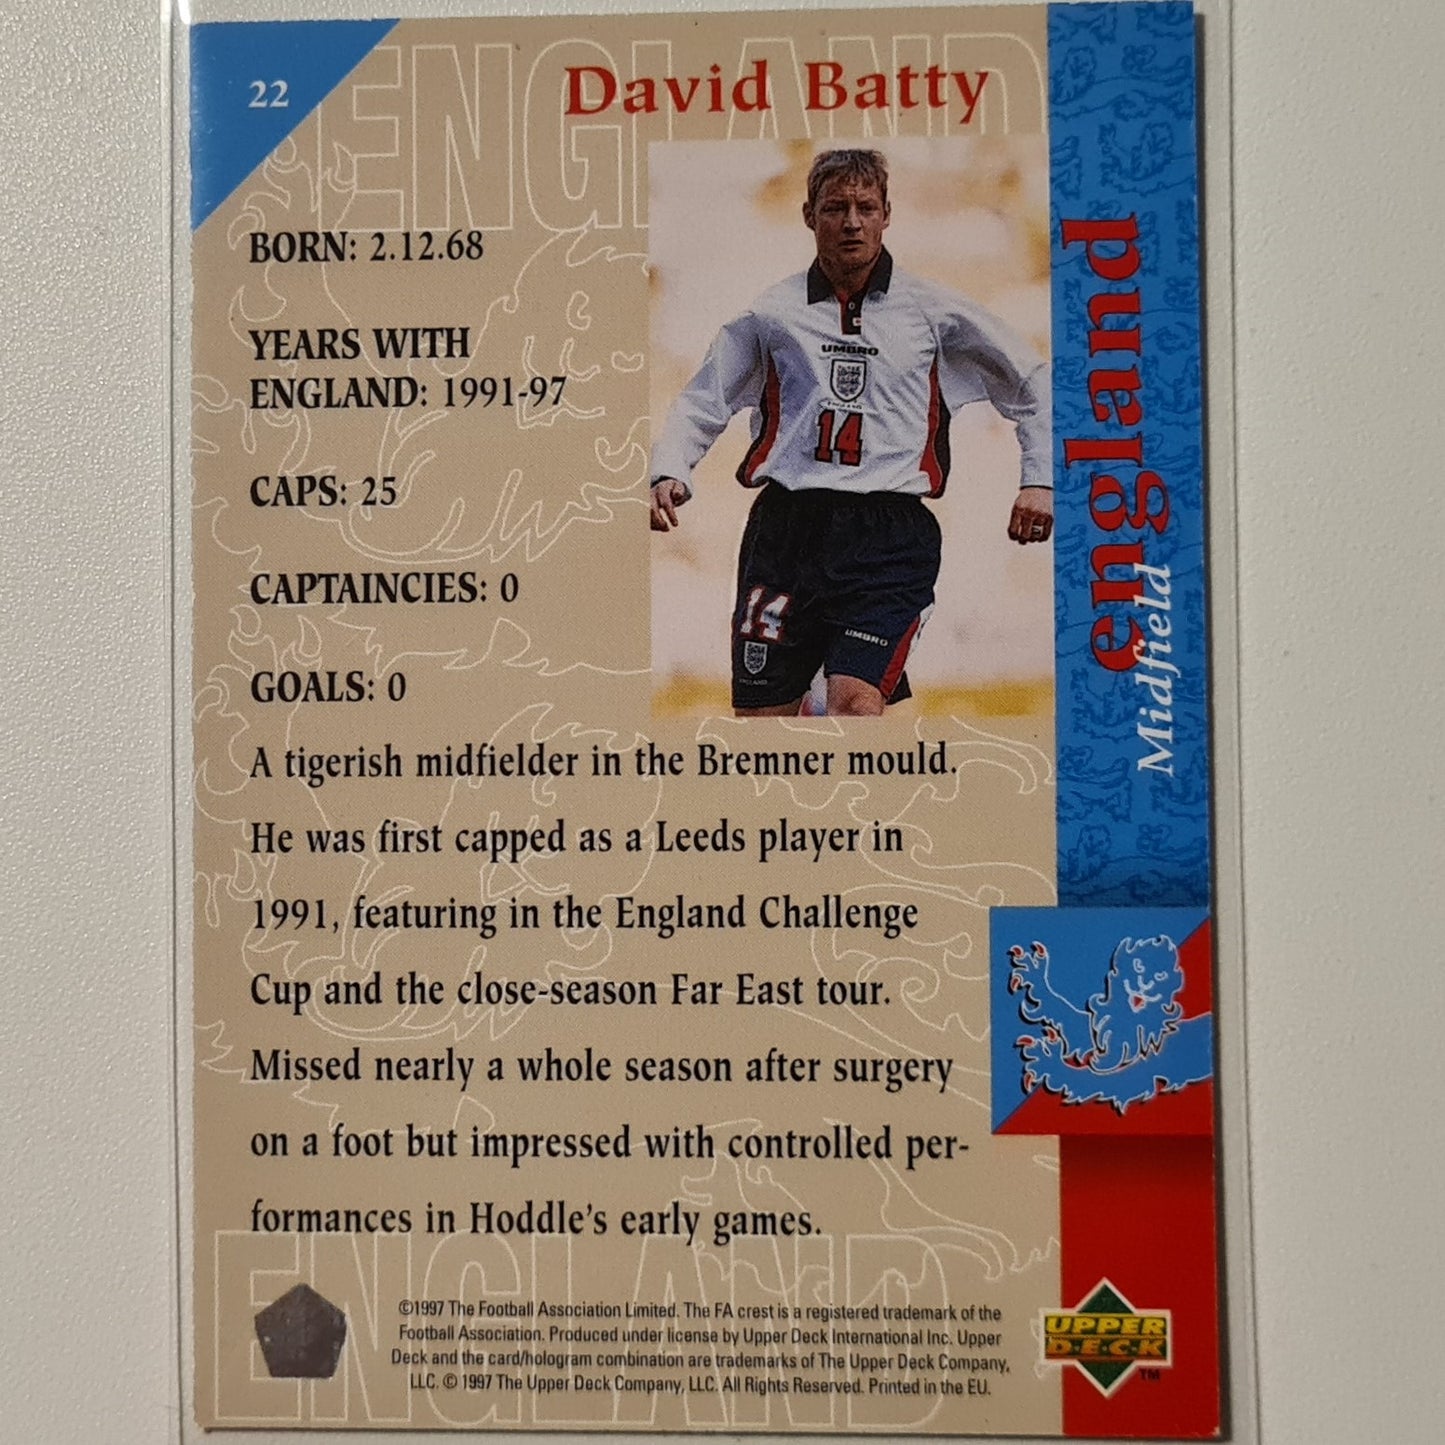 22
David Batty
BORN: 2.12.68
YEARS WITH
ENGLAND: 1991-97
CAPS: 25
CAPTAINCIES: 0
GOALS: 0
UMBRO
ENGLAND
14
14
UMBRO
ENGLAND
england
Midfield
A tigerish midfielder in the Bremner mould.
He was first capped as a Leeds player in
1991, featuring in the England Challenge
Cup and the close-season Far East tour.
Missed nearly a whole season after surgery
on a foot but impressed with controlled per-
formances in Hoddle's early games.
ENGLAND
ENGLAND
©1997 The Football Association Limited. The FA crest is a registered trademark of the
Football Association. Produced under license by Upper Deck International Inc. Upper
Deck and the card/hologram combination are trademarks of The Upper Deck Company,
LLC. © 1997 The Upper Deck Company, LLC. All Rights Reserved. Printed in the EU.
UPPER
D·E·C·K
TM